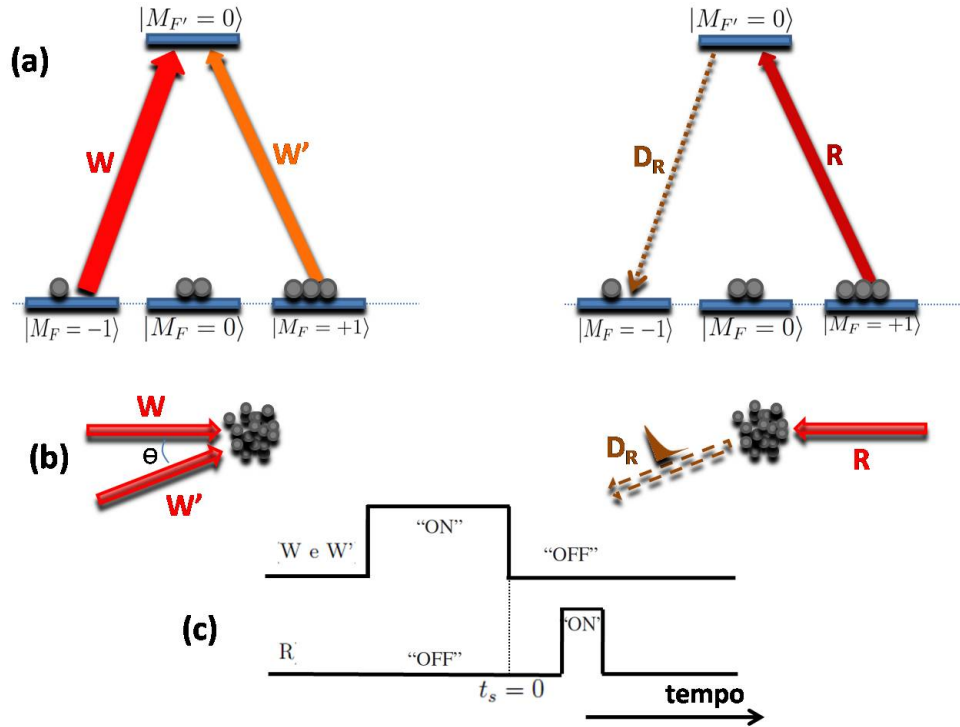 (a)
|M_{F'} = 0⟩
|M_{F'} = 0⟩
W
W'
D_R
R
|M_F = −1⟩
|M_F = 0⟩
|M_F = +1⟩
|M_F = −1⟩
|M_F = 0⟩
|M_F = +1⟩
(b)
W
Θ
W'
D_R
R
(c)
W e W'
“ON”
“OFF”
R
“OFF”
'ON'
t_s = 0
tempo